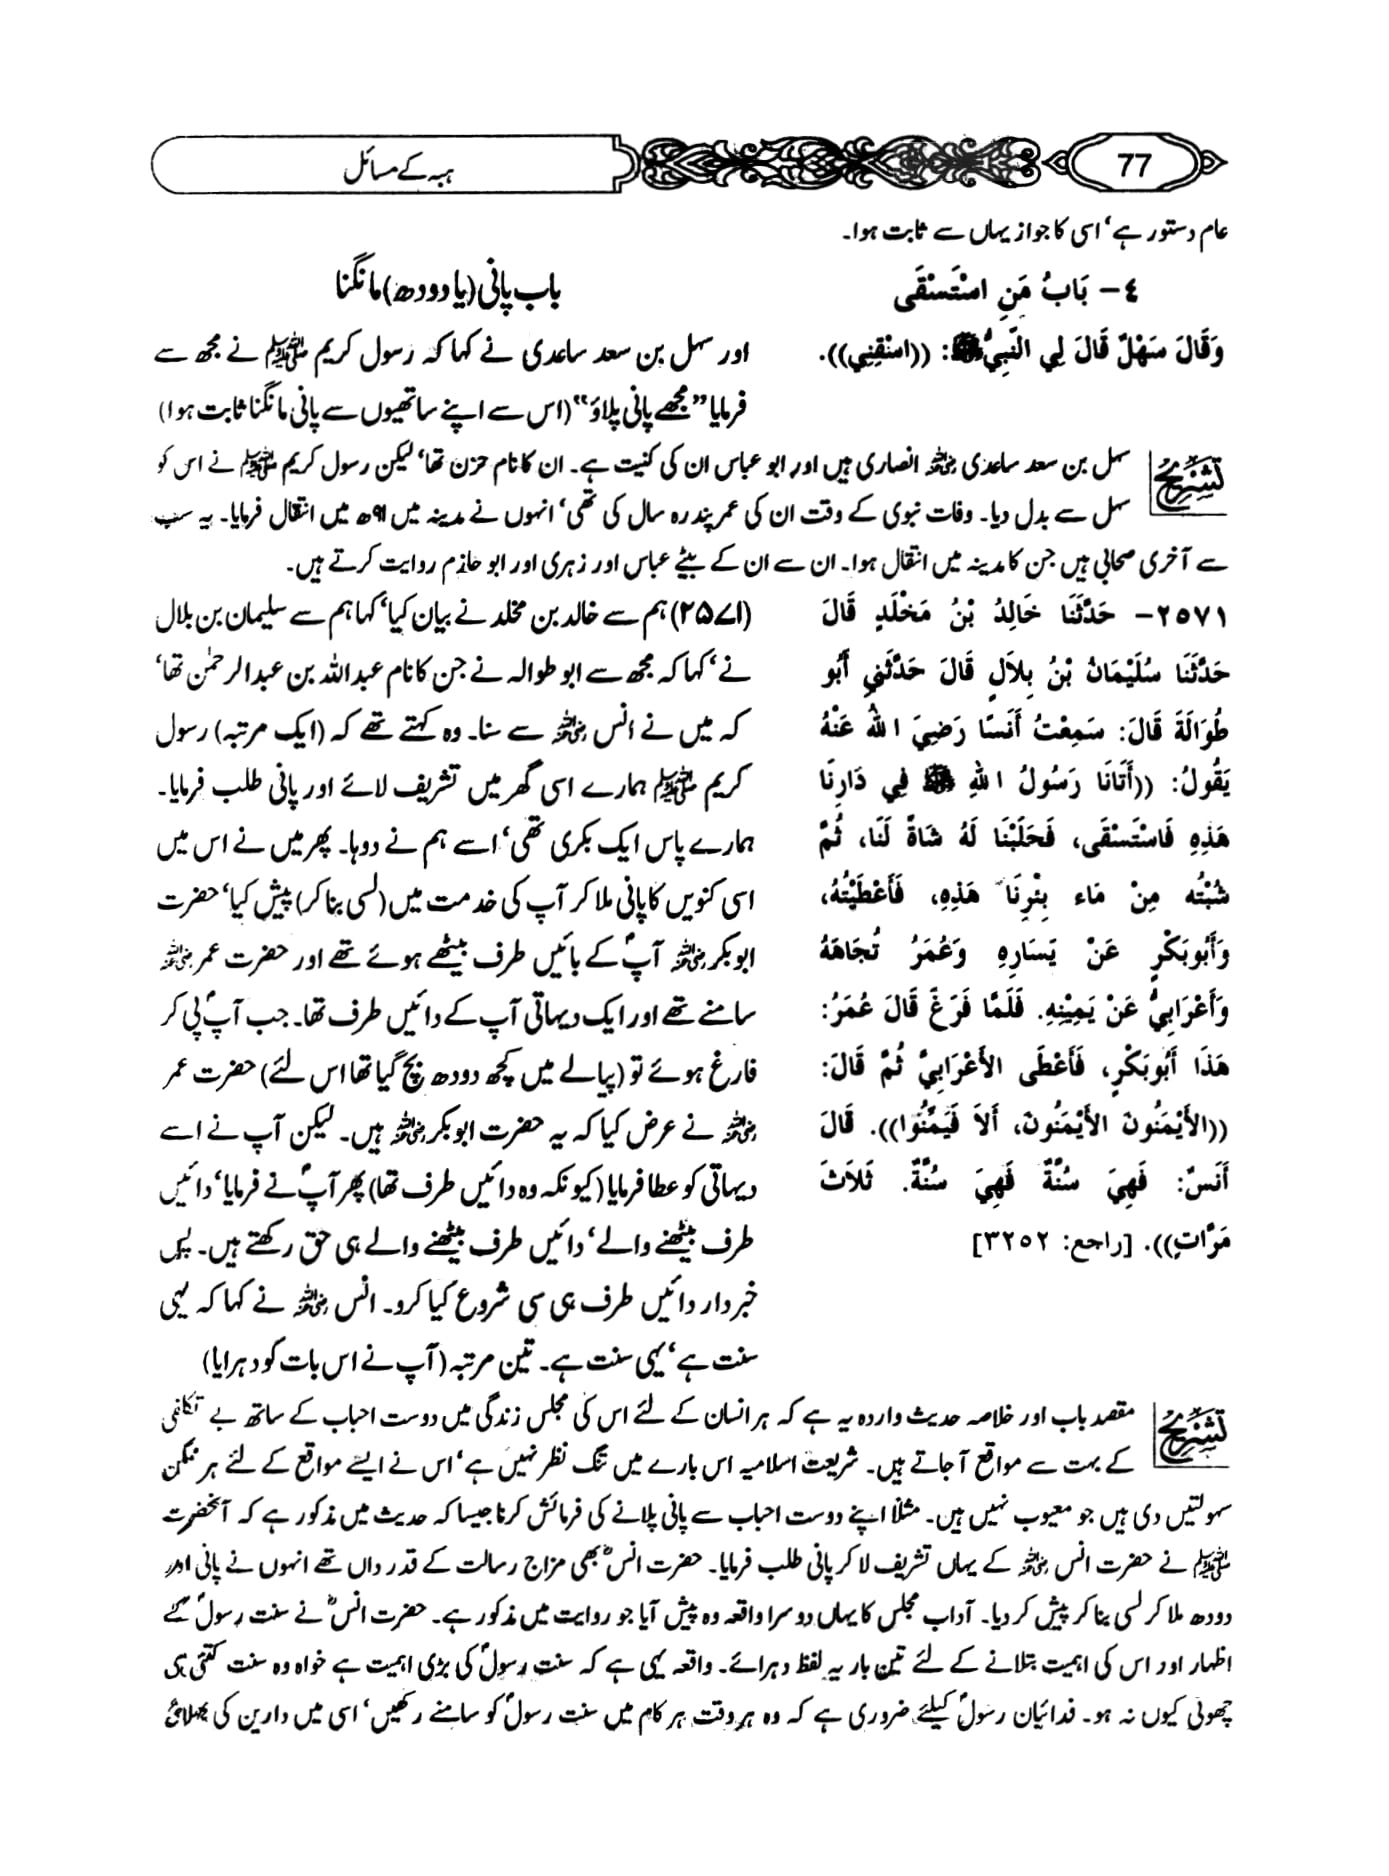 77
ہبہ کے مسائل
عام دستور ہے‘ اسی کا جواز یہاں سے ثابت ہوا۔
٤- بَابُ مَنِ اسْتَسْقَى
وَقَالَ سَهْلٌ قَالَ لِي النَّبِيُّ ﷺ: ((اسْقِنِي)).
باب پانی (یا دودھ) مانگنا
اور سہل بن سعد ساعدی نے کہا کہ رسول کریم ﷺ نے مجھ سے
فرمایا ”مجھے پانی پلاؤ“ (اس سے اپنے ساتھیوں سے پانی مانگنا ثابت ہوا)
تشریح
سہل بن سعد ساعدی رضی اللہ عنہ انصاری ہیں اور ابو عباس ان کی کنیت ہے۔ ان کا نام حزن تھا‘ لیکن رسول کریم ﷺ نے اس کو
سہل سے بدل دیا۔ وفات نبوی کے وقت ان کی عمر پندرہ سال کی تھی‘ انہوں نے مدینہ میں ۹۱ھ میں انتقال فرمایا۔ یہ سب
سے آخری صحابی ہیں جن کا مدینہ میں انتقال ہوا۔ ان سے ان کے بیٹے عباس اور زہری اور ابو حازم روایت کرتے ہیں۔
٢٥٧١- حَدَّثَنَا خَالِدُ بْنُ مَخْلَدٍ قَالَ
حَدَّثَنَا سُلَيْمَانُ بْنُ بِلاَلٍ قَالَ حَدَّثَنِي أَبُو
طُوَالَةَ قَالَ: سَمِعْتُ أَنَسًا رَضِيَ اللهُ عَنْهُ
يَقُولُ: ((أَتَانَا رَسُولُ اللهِ ﷺ فِي دَارِنَا
هَذِهِ فَاسْتَسْقَى، فَحَلَبْنَا لَهُ شَاةً لَنَا، ثُمَّ
شُبْتُه مِنْ مَاء بِئْرِنَا هَذِهِ، فَأَعْطَيْتُهُ،
وَأَبُوبَكْرٍ عَنْ يَسَارِهِ وَعُمَرُ تُجَاهَهُ
وَأَعْرَابِيٌّ عَنْ يَمِيْنِهِ. فَلَمَّا فَرَغَ قَالَ عُمَرُ:
هَذَا أَبُوبَكْرٍ، فَأَعْطَى الأَعْرَابِيَّ ثُمَّ قَالَ:
((الأَيْمَنُونَ الأَيْمَنُونَ، أَلاَ فَيَمِّنُوا)). قَالَ
أَنَسٌ: فَهِيَ سُنَّةٌ فَهِيَ سُنَّةٌ. ثَلاَثَ
مَرَّاتٍ)). [راجع: ٢٣٥٢]
(۲۵۷۱) ہم سے خالد بن مخلد نے بیان کیا‘ کہا ہم سے سلیمان بن بلال
نے‘ کہا کہ مجھ سے ابو طوالہ نے جن کا نام عبداللہ بن عبدالرحمٰن تھا‘
کہ میں نے انس رضی اللہ عنہ سے سنا۔ وہ کہتے تھے کہ (ایک مرتبہ) رسول
کریم ﷺ ہمارے اسی گھر میں تشریف لائے اور پانی طلب فرمایا۔
ہمارے پاس ایک بکری تھی‘ اسے ہم نے دوہا۔ پھر میں نے اس میں
اسی کنویں کا پانی ملا کر آپ کی خدمت میں (لسی بنا کر) پیش کیا‘ حضرت
ابوبکر رضی اللہ عنہ آپؐ کے بائیں طرف بیٹھے ہوئے تھے اور حضرت عمر رضی اللہ عنہ
سامنے تھے اور ایک دیہاتی آپ کے دائیں طرف تھا۔ جب آپؐ پی کر
فارغ ہوئے تو (پیالے میں کچھ دودھ بچ گیا تھا اس لئے) حضرت عمر
رضی اللہ عنہ نے عرض کیا کہ یہ حضرت ابوبکر رضی اللہ عنہ ہیں۔ لیکن آپ نے اسے
دیہاتی کو عطا فرمایا (کیونکہ وہ دائیں طرف تھا) پھر آپؐ نے فرمایا‘ دائیں
طرف بیٹھنے والے‘ دائیں طرف بیٹھنے والے ہی حق رکھتے ہیں۔ پس
خبردار دائیں طرف ہی سی شروع کیا کرو۔ انس رضی اللہ عنہ نے کہا کہ یہی
سنت ہے‘ یہی سنت ہے۔ تین مرتبہ (آپ نے اس بات کو دہرایا)
تشریح
مقصد باب اور خلاصہ حدیث واردہ یہ ہے کہ ہر انسان کے لئے اس کی مجلس زندگی میں دوست احباب کے ساتھ بے تکلفی
کے بہت سے مواقع آجاتے ہیں۔ شریعت اسلامیہ اس بارے میں تنگ نظر نہیں ہے‘ اس نے ایسے مواقع کے لئے ہر ممکن
سہولتیں دی ہیں جو معیوب نہیں ہیں۔ مثلاً اپنے دوست احباب سے پانی پلانے کی فرمائش کرنا جیسا کہ حدیث میں مذکور ہے کہ آنحضرت
ﷺ نے حضرت انس رضی اللہ عنہ کے یہاں تشریف لا کر پانی طلب فرمایا۔ حضرت انسؓ بھی مزاج رسالت کے قدر داں تھے انہوں نے پانی اور
دودھ ملا کر لسی بنا کر پیش کر دیا۔ آداب مجلس کا یہاں دوسرا واقعہ وہ پیش آیا جو روایت میں مذکور ہے۔ حضرت انسؓ نے سنت رسولؐ کے
اظہار اور اس کی اہمیت بتلانے کے لئے تین بار یہ لفظ دہرائے۔ واقعہ یہی ہے کہ سنت رسولؐ کی بڑی اہمیت ہے خواہ وہ سنت کتنی ہی
چھوٹی کیوں نہ ہو۔ فدائیان رسولؐ کیلئے ضروری ہے کہ وہ ہر وقت ہر کام میں سنت رسولؐ کو سامنے رکھیں‘ اسی میں دارین کی بھلائی